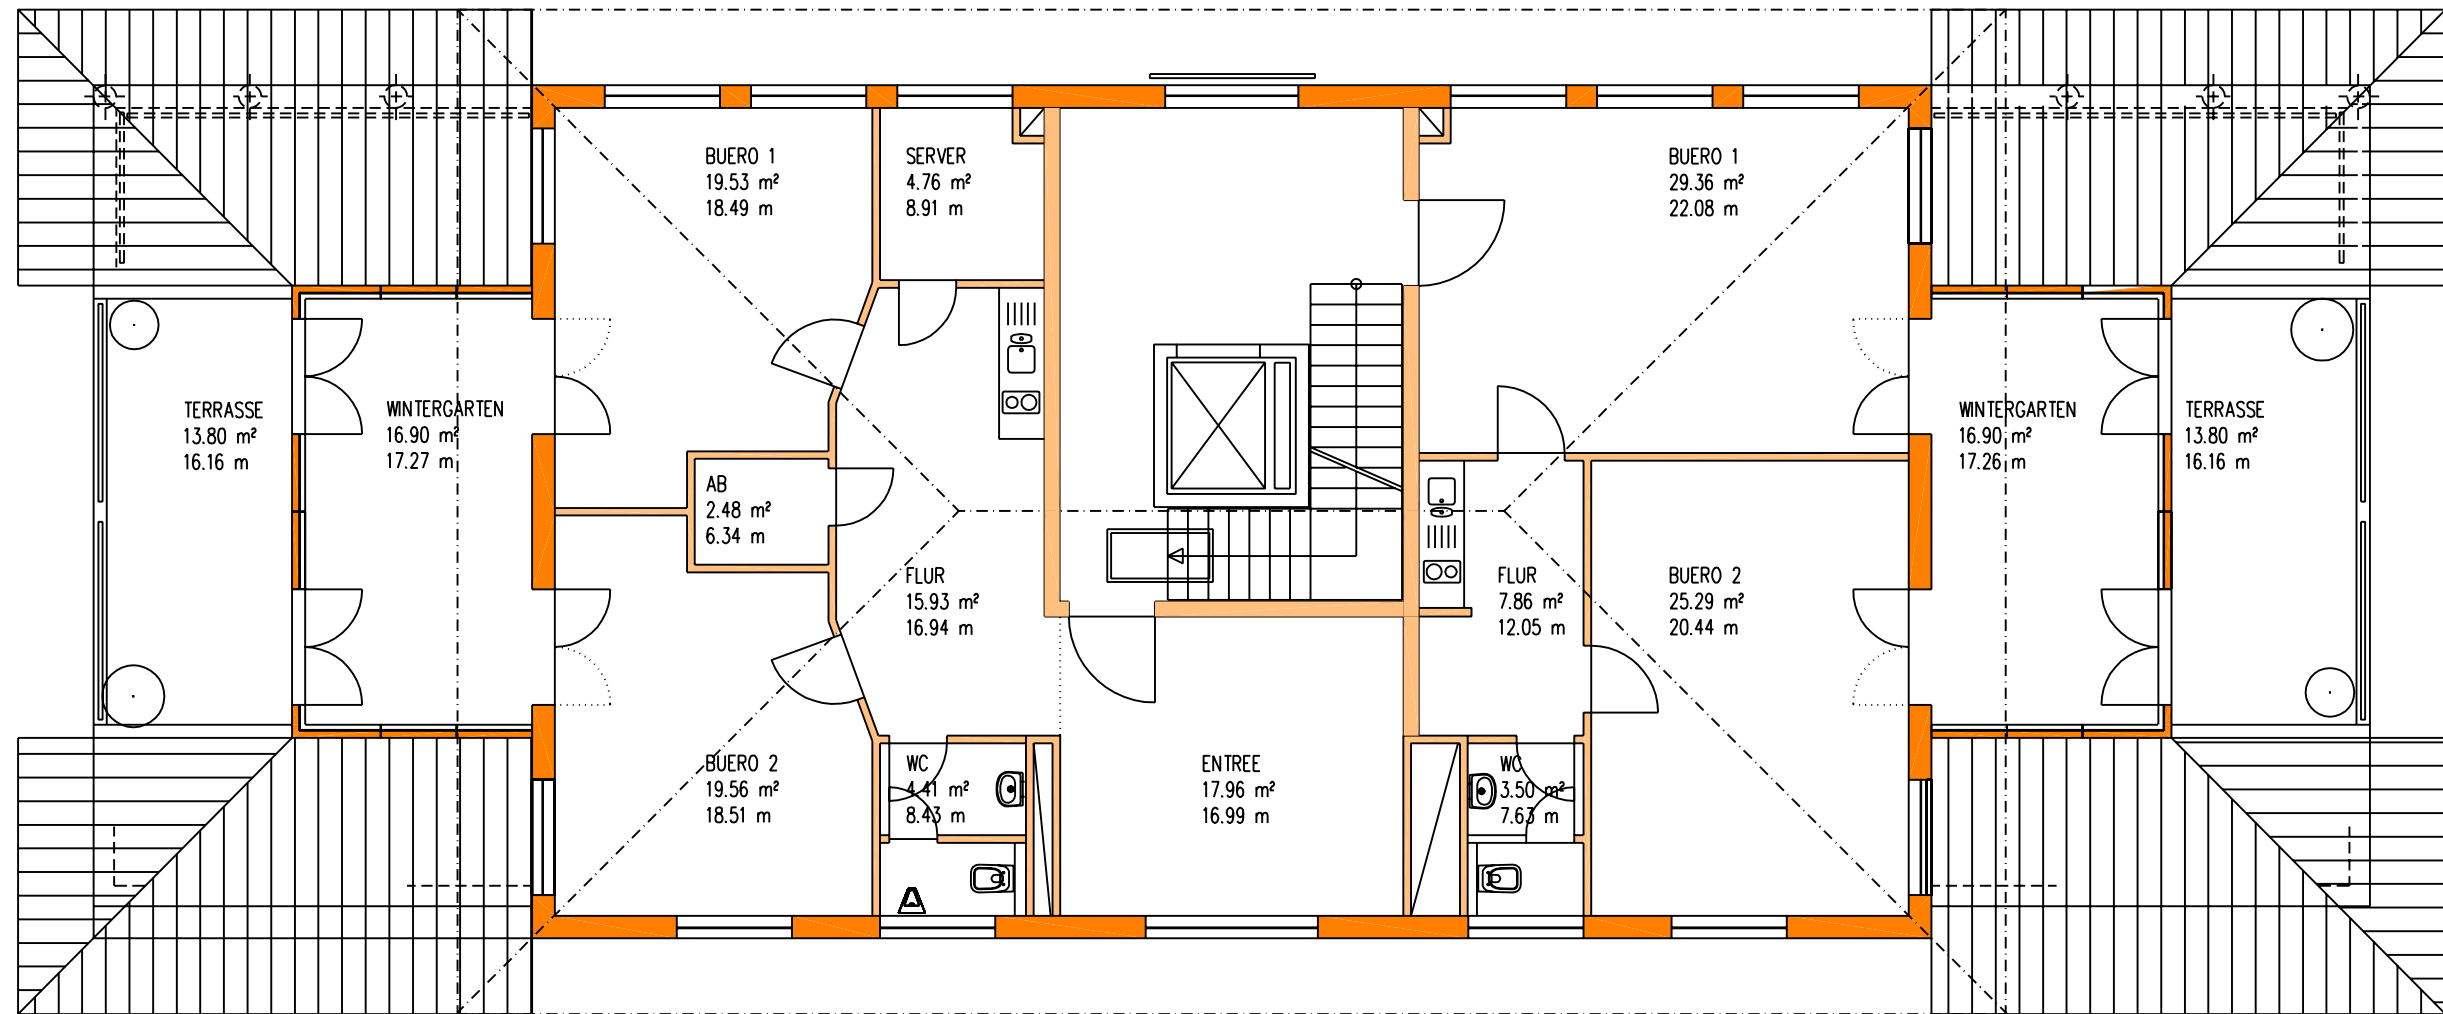 BUERO 1
19.53 m²
18.49 m
SERVER
4.76 m²
8.91 m
BUERO 1
29.36 m²
22.08 m
TERRASSE
13.80 m²
16.16 m
WINTERGARTEN
16.90 m²
17.27 m
WINTERGARTEN
16.90 m²
17.26 m
TERRASSE
13.80 m²
16.16 m
AB
2.48 m²
6.34 m
FLUR
15.93 m²
16.94 m
FLUR
7.86 m²
12.05 m
BUERO 2
25.29 m²
20.44 m
BUERO 2
19.56 m²
18.51 m
WC
4.41 m²
8.43 m
ENTREE
17.96 m²
16.99 m
WC
3.50 m²
7.63 m